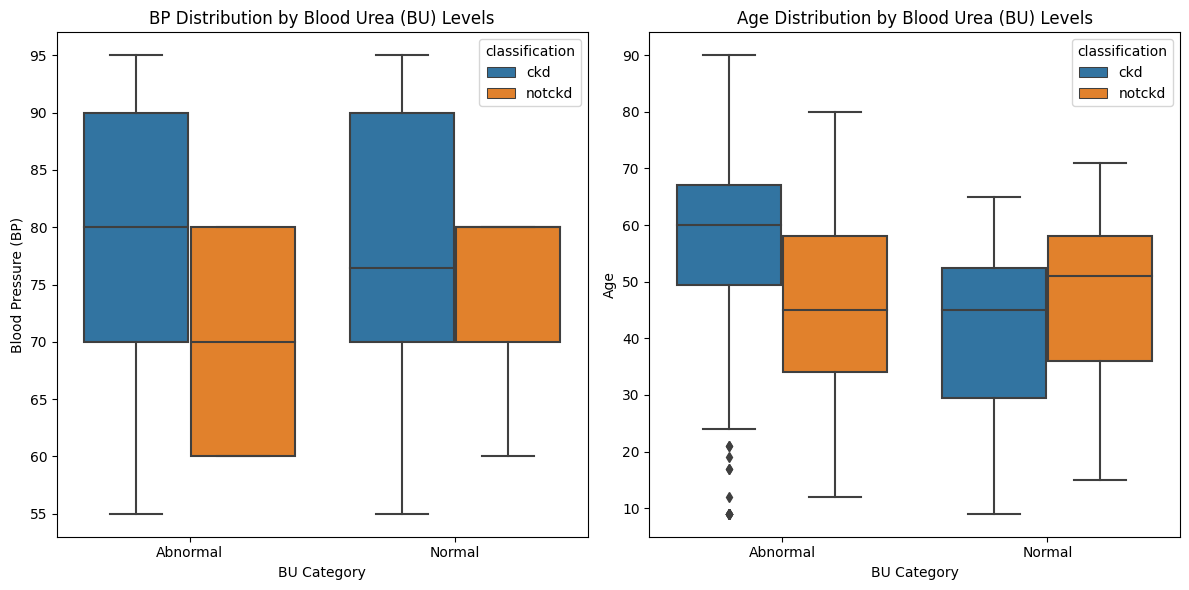 BP Distribution by Blood Urea (BU) Levels
Blood Pressure (BP)
95
90
85
80
75
70
65
60
55
classification
ckd
notckd
Abnormal
Normal
BU Category
Age Distribution by Blood Urea (BU) Levels
Age
90
80
70
60
50
40
30
20
10
classification
ckd
notckd
Abnormal
Normal
BU Category